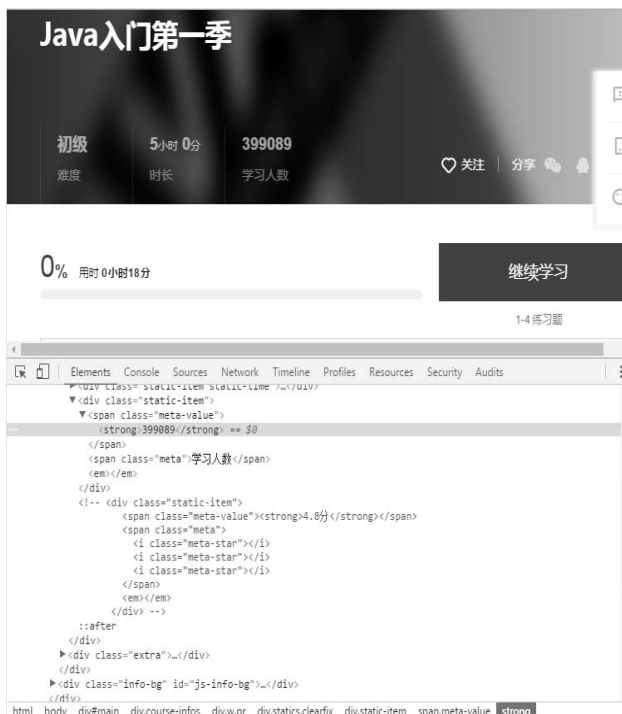 Java入门第一季
初级 5小时 0分 399089
难度 时长 学习人数
关注 分享
0% 用时 0小时18分
继续学习
1-4 练习题
Elements Console Sources Network Timeline Profiles Resources Security Audits
▶<div class="static-item static-time">…</div>
▼<div class="static-item">
▼<span class="meta-value">
<strong>399089</strong> == $0
</span>
<span class="meta">学习人数</span>
<em></em>
</div>
<!-- <div class="static-item">
<span class="meta-value"><strong>4.8分</strong></span>
<span class="meta">
<i class="meta-star"></i>
<i class="meta-star"></i>
<i class="meta-star"></i>
</span>
<em></em>
</div> -->
::after
</div>
▶<div class="extra">…</div>
</div>
▶<div class="info-bg" id="js-info-bg">…</div>
</div>
html body div#main div.course-infos div.w.pr div.statics.clearfix div.static-item span.meta-value strong